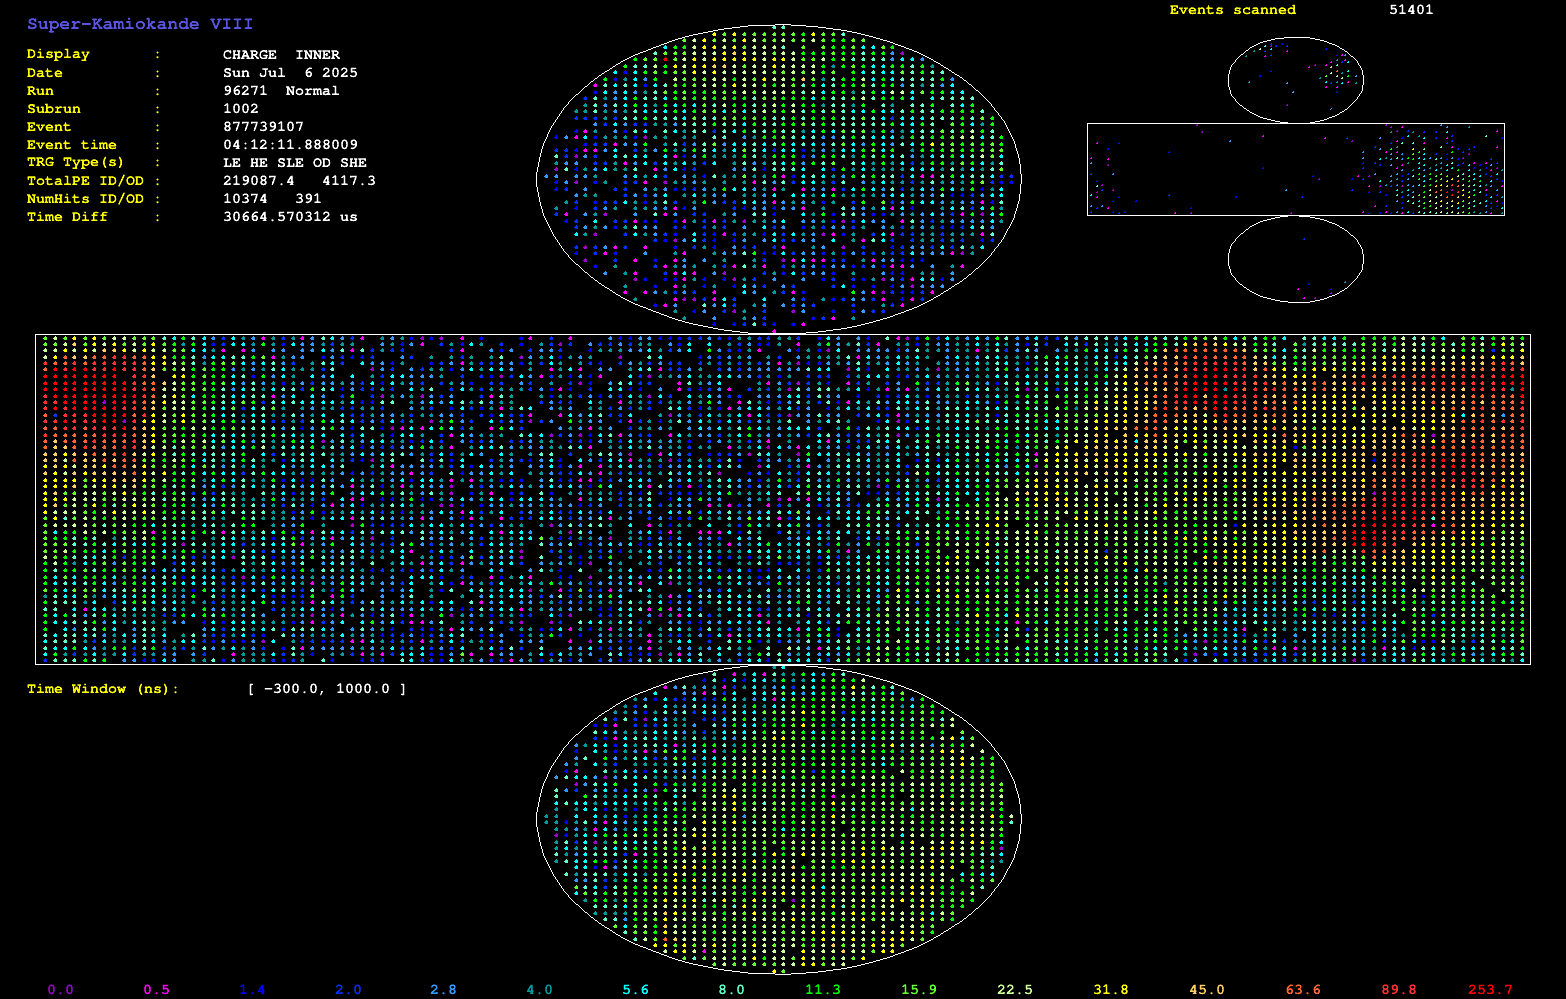 Super-Kamiokande VIII
Display : CHARGE INNER
Date : Sun Jul 6 2025
Run : 96271 Normal
Subrun : 1002
Event : 877739107
Event time : 04:12:11.888009
TRG Type(s) : LE HE SLE OD SHE
TotalPE ID/OD : 219087.4 4117.3
NumHits ID/OD : 10374 391
Time Diff : 30664.570312 us
Events scanned 51401
Time Window (ns): [ -300.0, 1000.0 ]
0.0 0.5 1.4 2.0 2.8 4.0 5.6 8.0 11.3 15.9 22.5 31.8 45.0 63.6 89.8 253.7